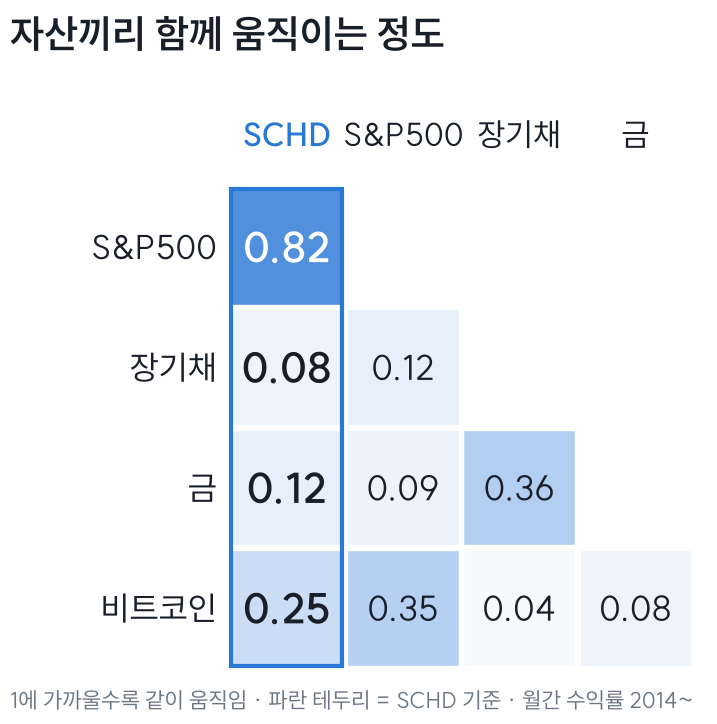 자산끼리 함께 움직이는 정도
SCHD S&P500 장기채 금
S&P500 0.82
장기채 0.08 0.12
금 0.12 0.09 0.36
비트코인 0.25 0.35 0.04 0.08
1에 가까울수록 같이 움직임 · 파란 테두리 = SCHD 기준 · 월간 수익률 2014~